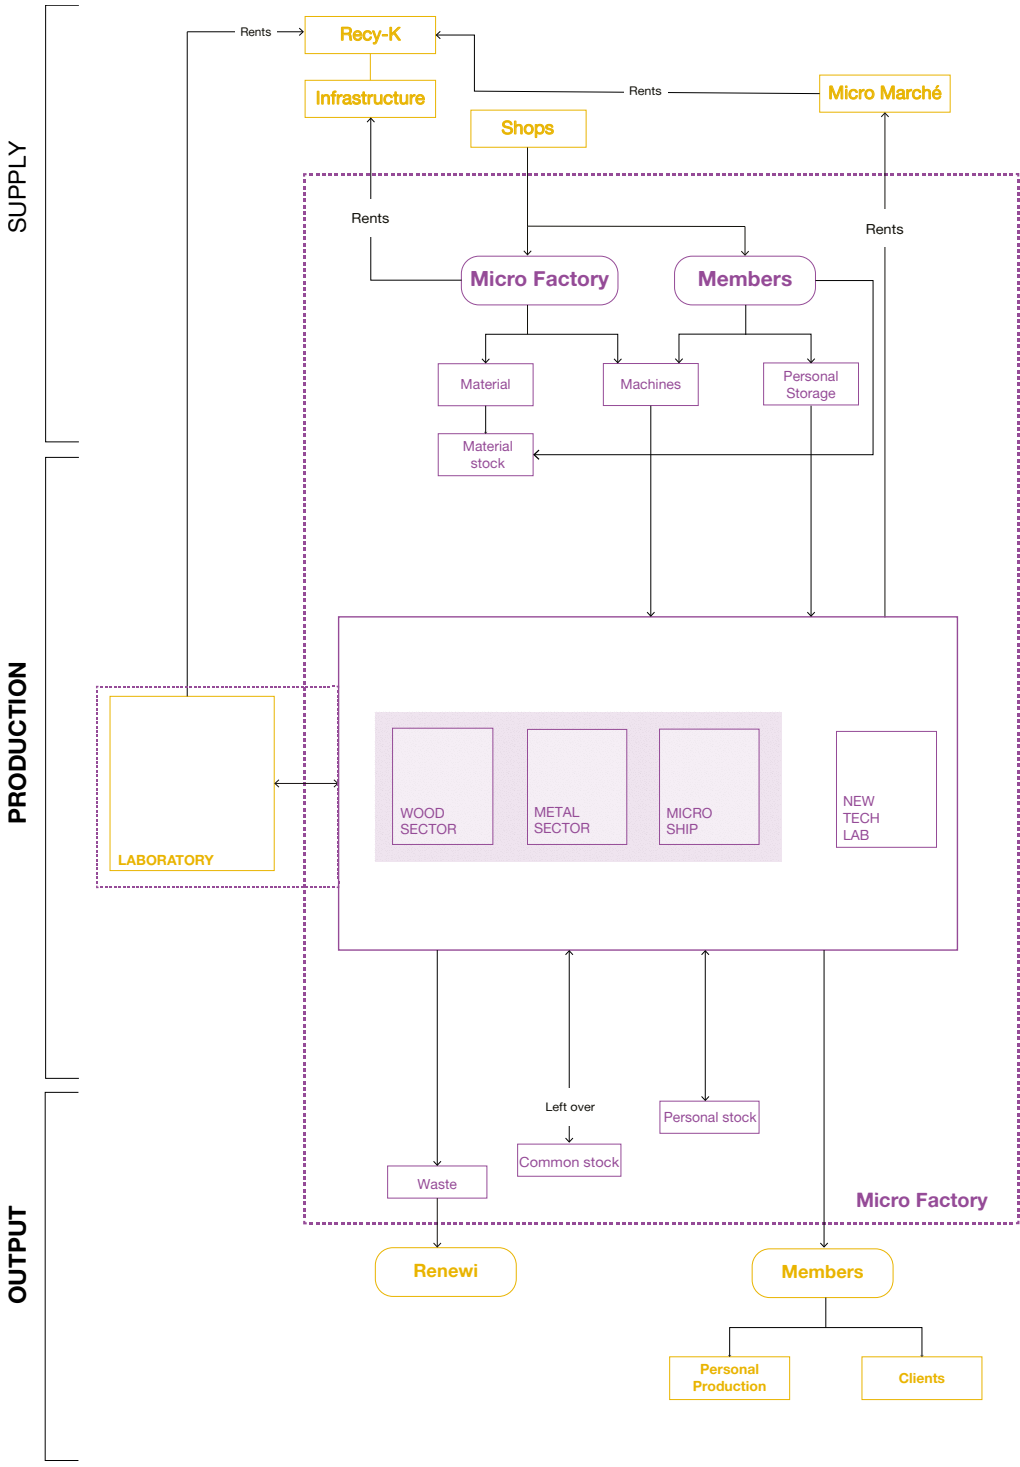 Rents
Recy-K
Infrastructure
Rents
Micro Marché
Shops
SUPPLY
Rents
Rents
Micro Factory
Members
Material
Machines
Personal
Storage
Material
stock
PRODUCTION
LABORATORY
WOOD
SECTOR
METAL
SECTOR
MICRO
SHIP
NEW
TECH
LAB
Left over
Personal stock
Common stock
Waste
Micro Factory
OUTPUT
Renewi
Members
Personal
Production
Clients